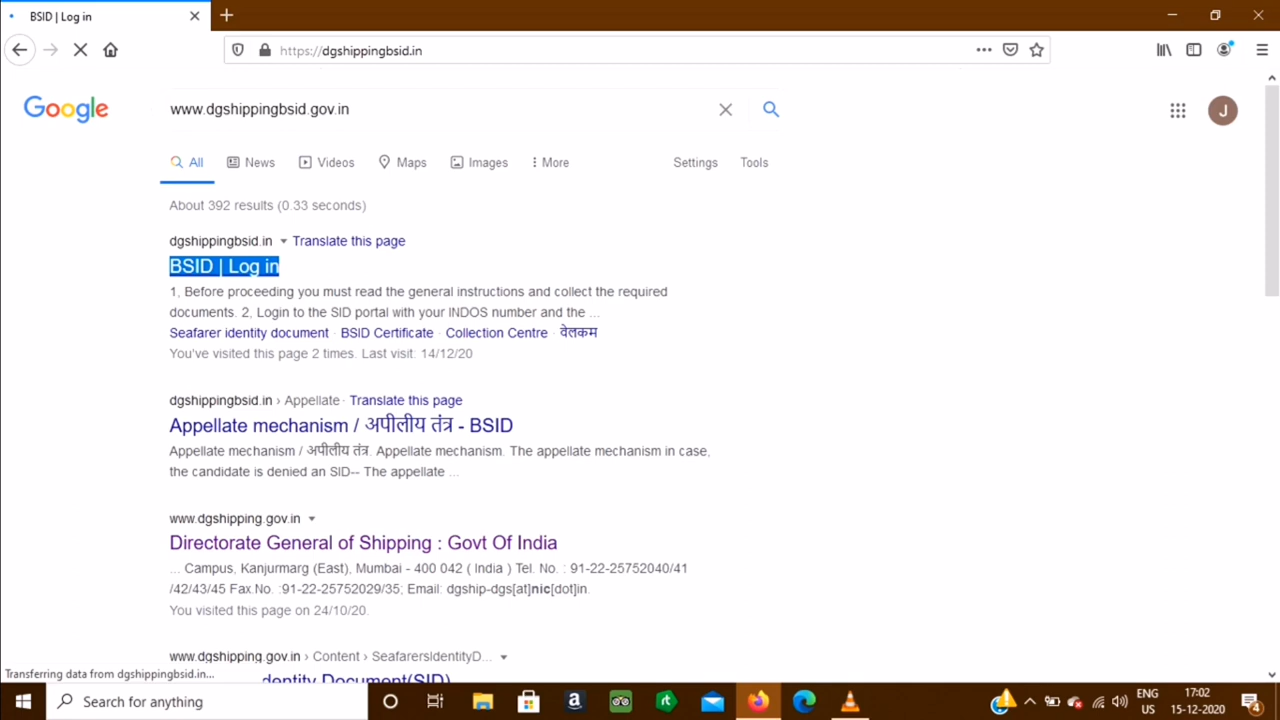 BSID | Log in
https://dgshippingbsid.in
Google
www.dgshippingbsid.gov.in
J
All News Videos Maps Images More Settings Tools
About 392 results (0.33 seconds)
dgshippingbsid.in Translate this page
BSID | Log in
1, Before proceeding you must read the general instructions and collect the required
documents. 2, Login to the SID portal with your INDOS number and the ...
Seafarer identity document · BSID Certificate · Collection Centre · वेलकम
You've visited this page 2 times. Last visit: 14/12/20
dgshippingbsid.in › Appellate · Translate this page
Appellate mechanism / अपीलीय तंत्र - BSID
Appellate mechanism / अपीलीय तंत्र. Appellate mechanism. The appellate mechanism in case,
the candidate is denied an SID-- The appellate ...
www.dgshipping.gov.in
Directorate General of Shipping : Govt Of India
... Campus, Kanjurmarg (East), Mumbai - 400 042 ( India ) Tel. No. : 91-22-25752040/41
/42/43/45 Fax.No. :91-22-25752029/35; Email: dgship-dgs[at]nic[dot]in.
You visited this page on 24/10/20.
www.dgshipping.gov.in › Content › SeafarersIdentityD...
Transferring data from dgshippingbsid.in...
dentity Document(SID)
Search for anything
a
rt
ENG
US
17:02
15-12-2020
4